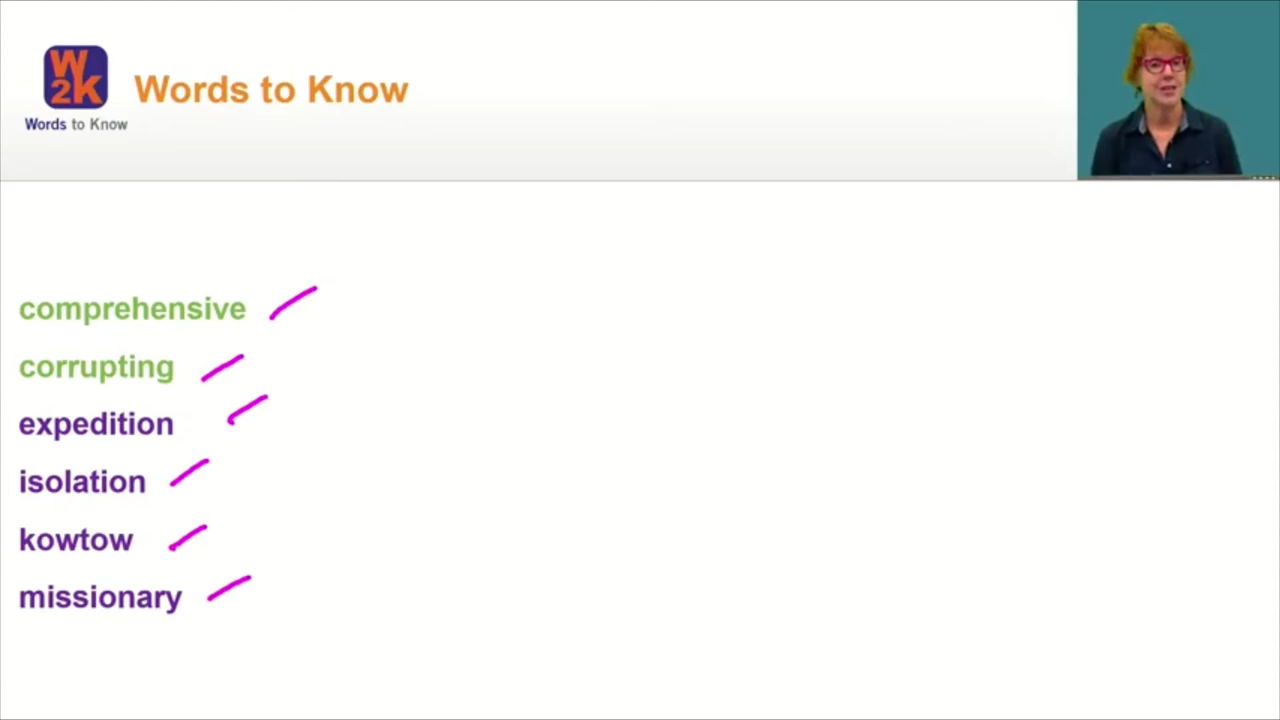 W
2K
Words to Know
Words to Know
comprehensive
corrupting
expedition
isolation
kowtow
missionary